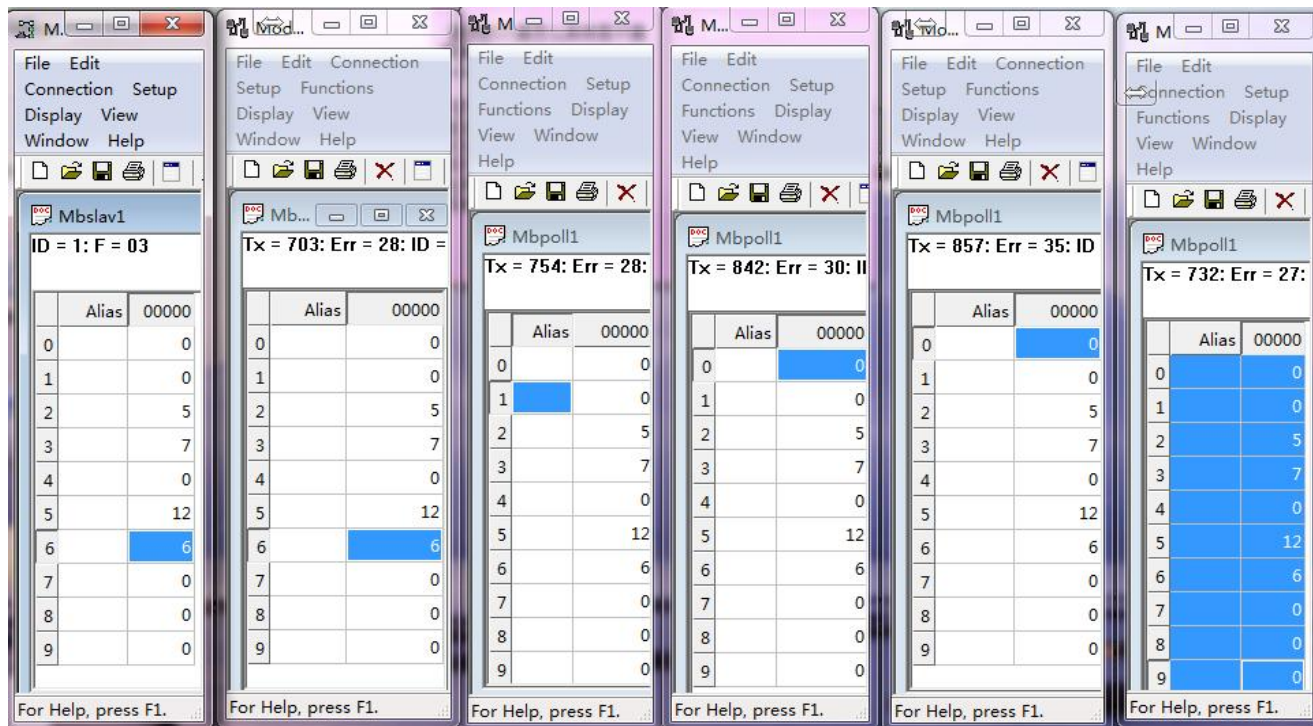 M.
File Edit
Connection Setup
Display View
Window Help
Mbslav1
ID = 1: F = 03
Alias 00000
0 0
1 0
2 5
3 7
4 0
5 12
6 6
7 0
8 0
9 0
For Help, press F1.
Mod...
File Edit Connection
Setup Functions
Display View
Window Help
Mb...
Tx = 703: Err = 28: ID =
Alias 00000
0 0
1 0
2 5
3 7
4 0
5 12
6 6
7 0
8 0
9 0
For Help, press F1.
M
File Edit
Connection Setup
Functions Display
View Window
Help
Mbpoll1
Tx = 754: Err = 28:
Alias 00000
0 0
1 0
2 5
3 7
4 0
5 12
6 6
7 0
8 0
9 0
For Help, press F1.
M...
File Edit
Connection Setup
Functions Display
View Window
Help
Mbpoll1
Tx = 842: Err = 30:
Alias 00000
0 0
1 0
2 5
3 7
4 0
5 12
6 6
7 0
8 0
9 0
For Help, press F1.
File Edit Connection
Setup Functions
Display View
Window Help
Mbpoll1
Tx = 857: Err = 35: ID
Alias 00000
0 0
1 0
2 5
3 7
4 0
5 12
6 6
7 0
8 0
9 0
For Help, press F1.
M
File Edit
Connection Setup
Functions Display
View Window
Help
Mbpoll1
Tx = 732: Err = 27:
Alias 00000
0 0
1 0
2 5
3 7
4 0
5 12
6 6
7 0
8 0
9 0
For Help, press F1.